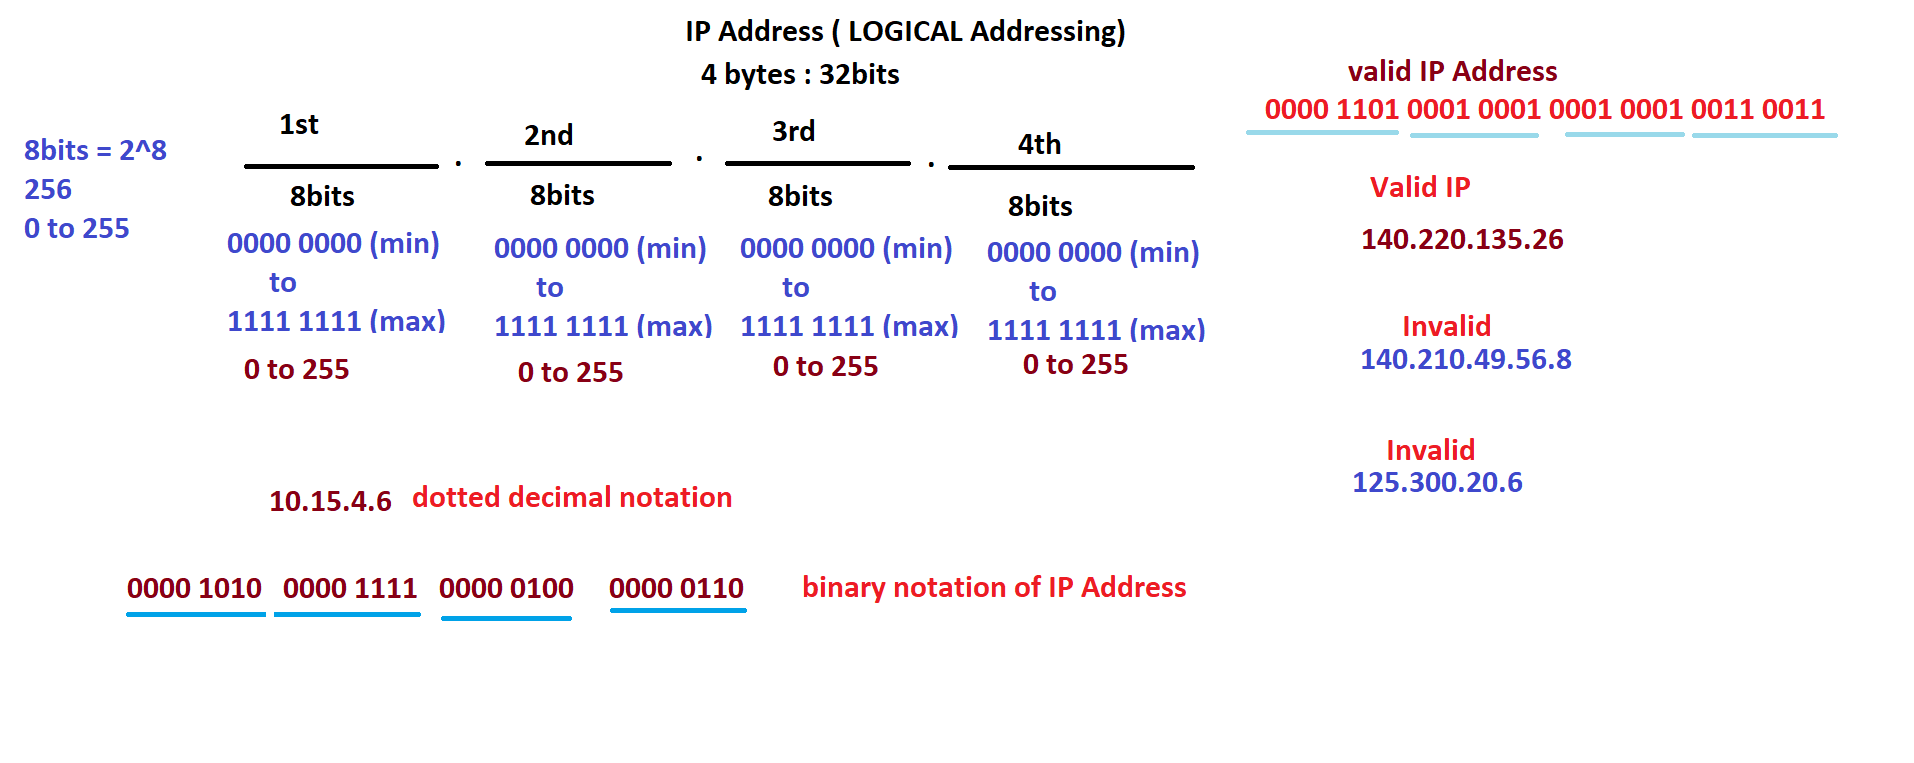 IP Address ( LOGICAL Addressing)
4 bytes : 32bits
8bits = 2^8
256
0 to 255
1st
.
2nd
.
3rd
.
4th
8bits
8bits
8bits
8bits
0000 0000 (min)
to
1111 1111 (max)
0 to 255
0000 0000 (min)
to
1111 1111 (max)
0 to 255
0000 0000 (min)
to
1111 1111 (max)
0 to 255
0000 0000 (min)
to
1111 1111 (max)
0 to 255
valid IP Address
0000 1101 0001 0001 0001 0001 0011 0011
Valid IP
140.220.135.26
Invalid
140.210.49.56.8
Invalid
125.300.20.6
10.15.4.6 dotted decimal notation
0000 1010 0000 1111 0000 0100 0000 0110 binary notation of IP Address